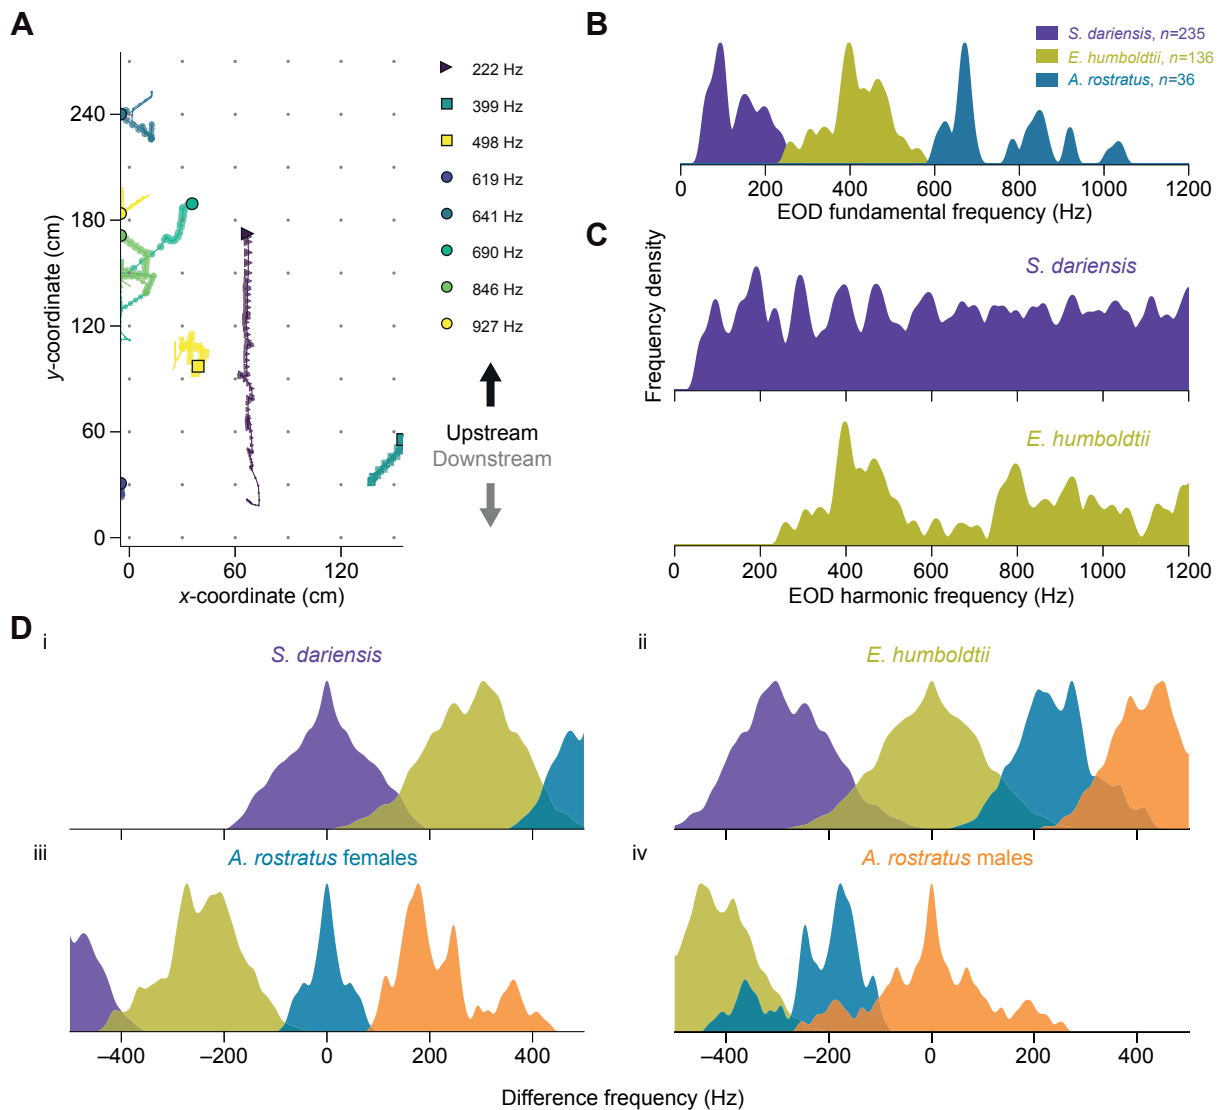 A
240
180
120
60
0
y-coordinate (cm)
0 60 120
x-coordinate (cm)
222 Hz
399 Hz
498 Hz
619 Hz
641 Hz
690 Hz
846 Hz
927 Hz
Upstream
Downstream
B
S. dariensis, n=235
E. humboldtii, n=136
A. rostratus, n=36
0 200 400 600 800 1000 1200
EOD fundamental frequency (Hz)
C
Frequency density
S. dariensis
E. humboldtii
0 200 400 600 800 1000 1200
EOD harmonic frequency (Hz)
D
i
S. dariensis
ii
E. humboldtii
iii
A. rostratus females
–400 –200 0 200 400
iv
A. rostratus males
–400 –200 0 200 400
Difference frequency (Hz)